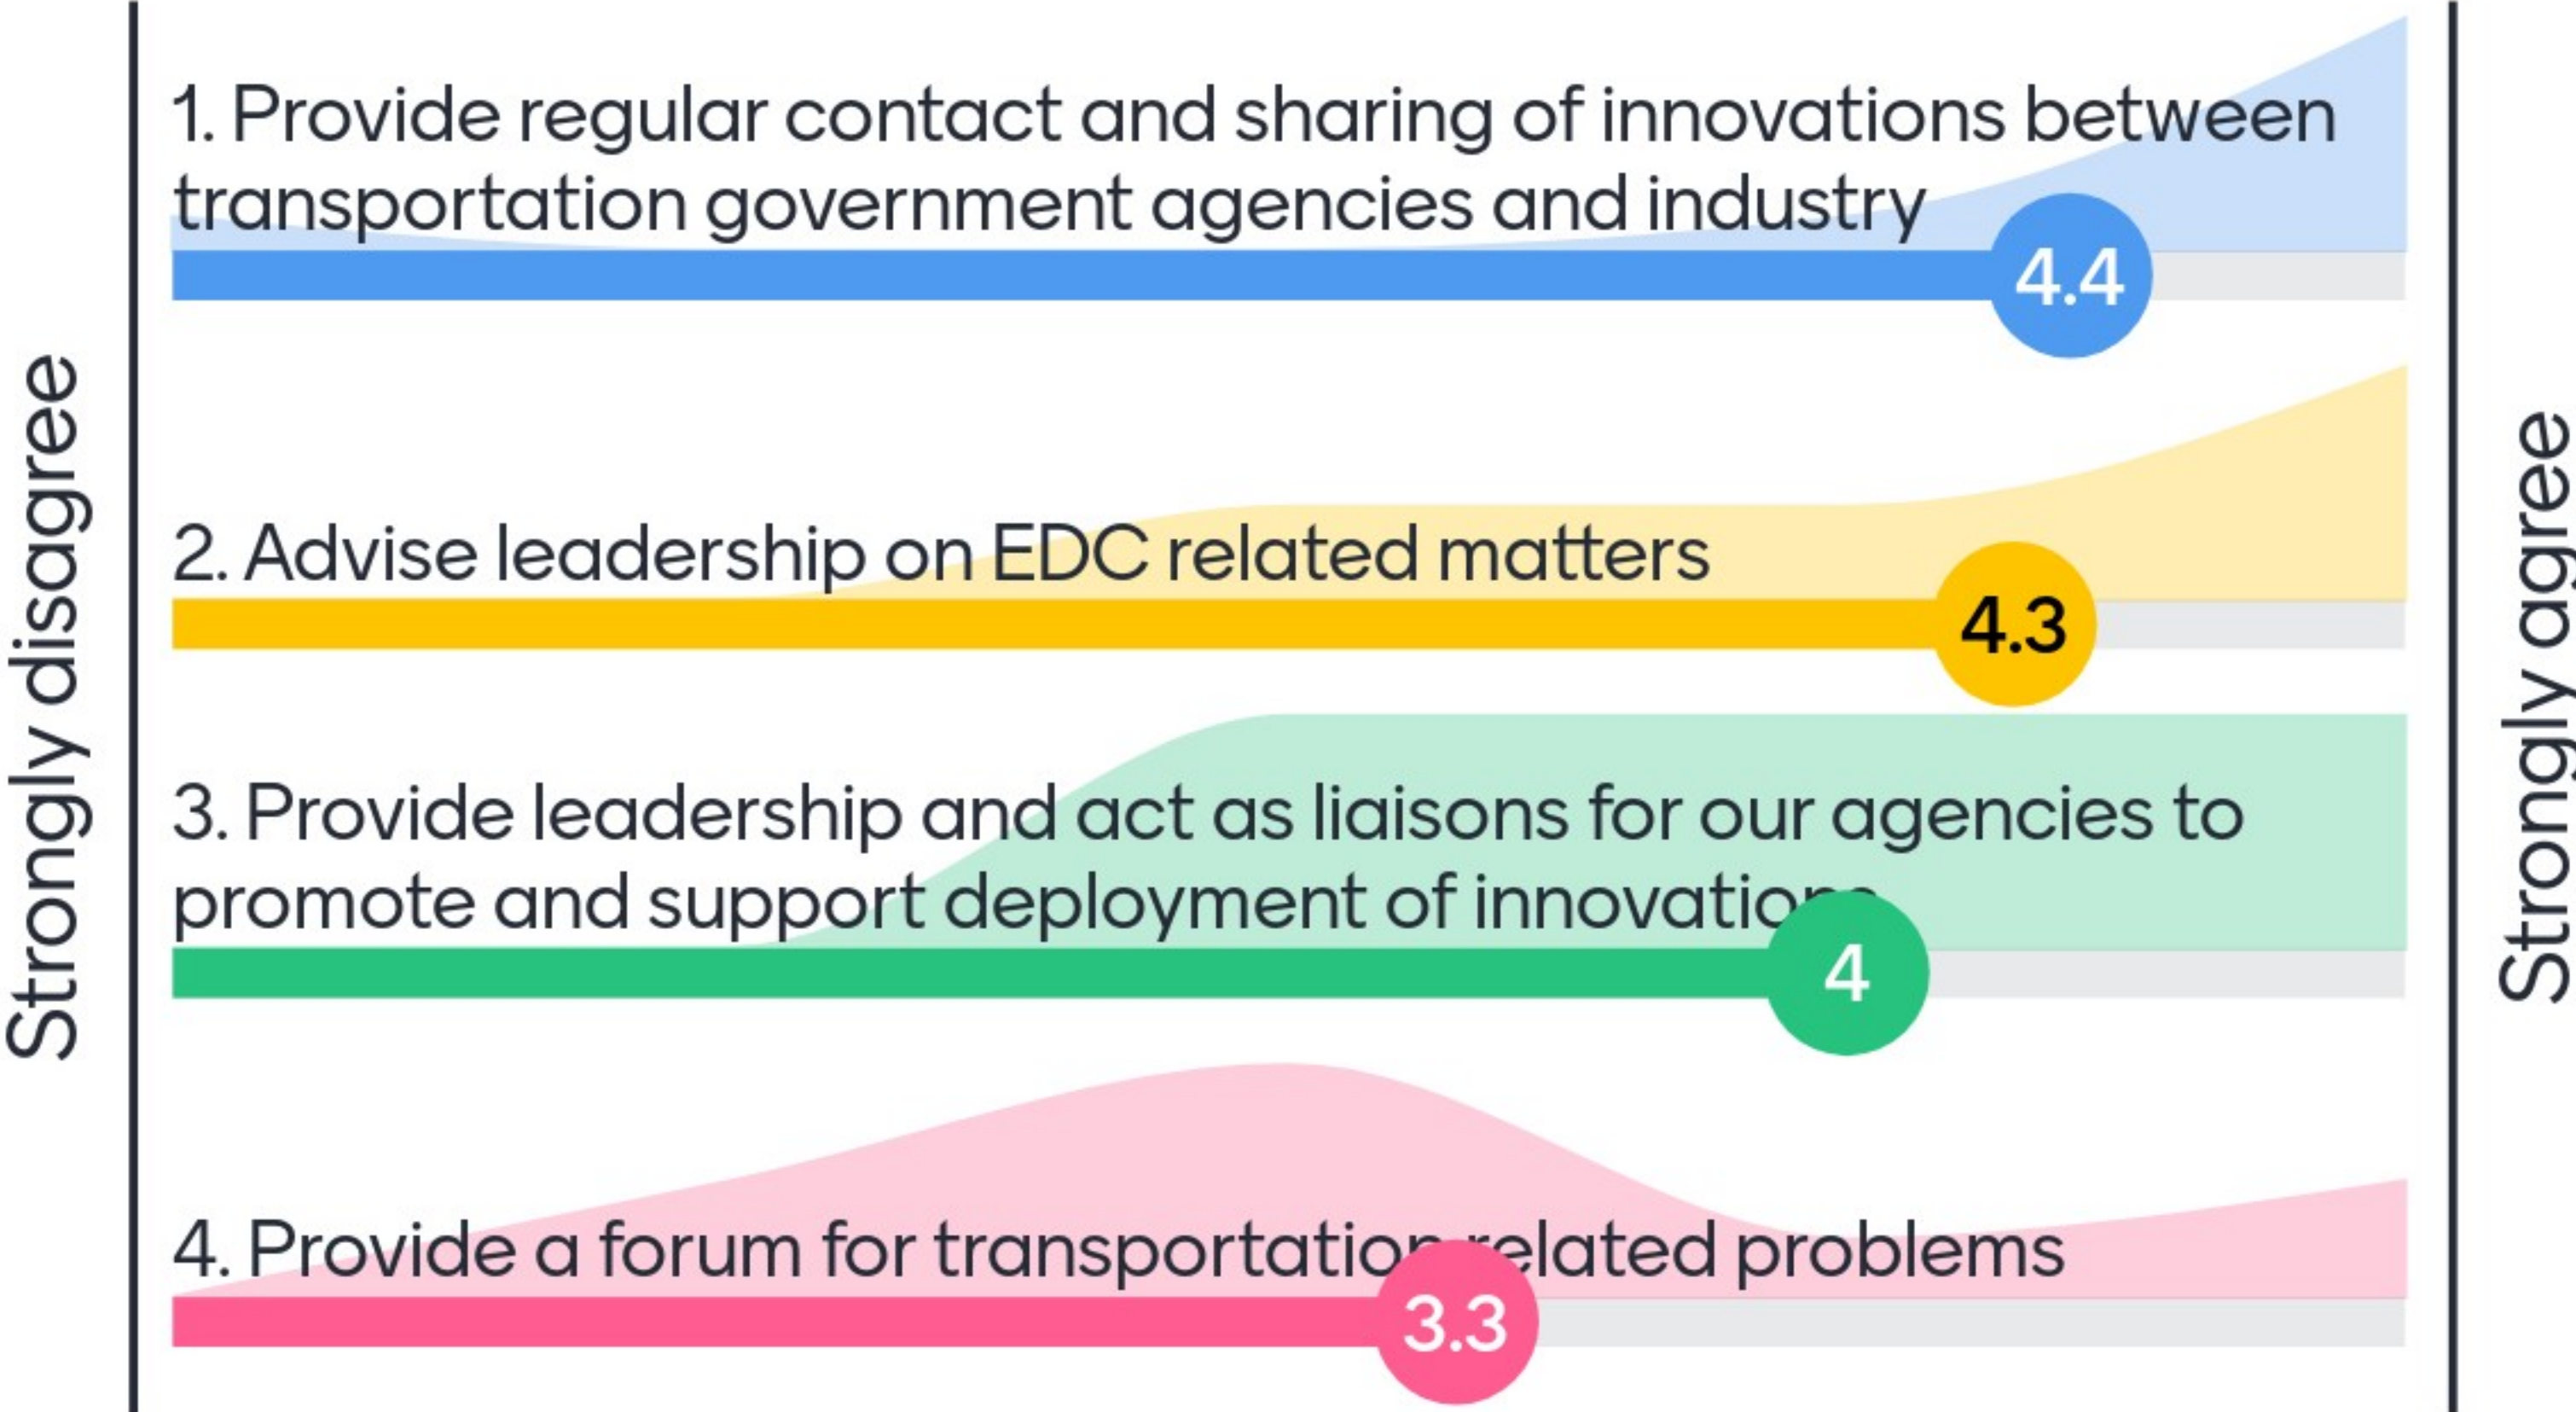 Strongly disagree
1. Provide regular contact and sharing of innovations between
transportation government agencies and industry
4.4
2. Advise leadership on EDC related matters
4.3
3. Provide leadership and act as liaisons for our agencies to
promote and support deployment of innovations
4
4. Provide a forum for transportation related problems
3.3
Strongly agree